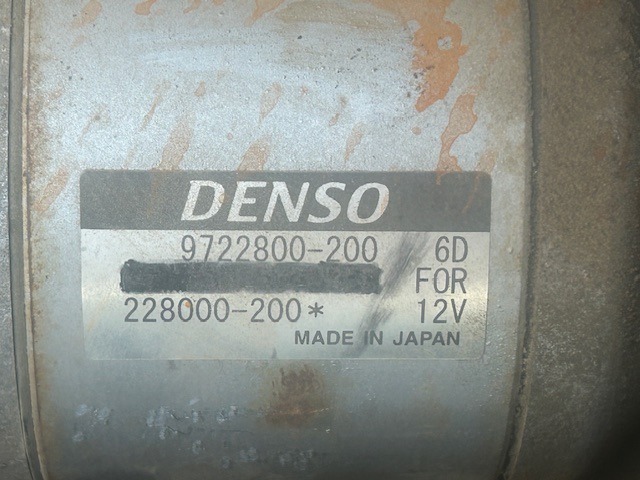 DENSO
9722800-200 6D
FOR
228000-200* 12V
MADE IN JAPAN